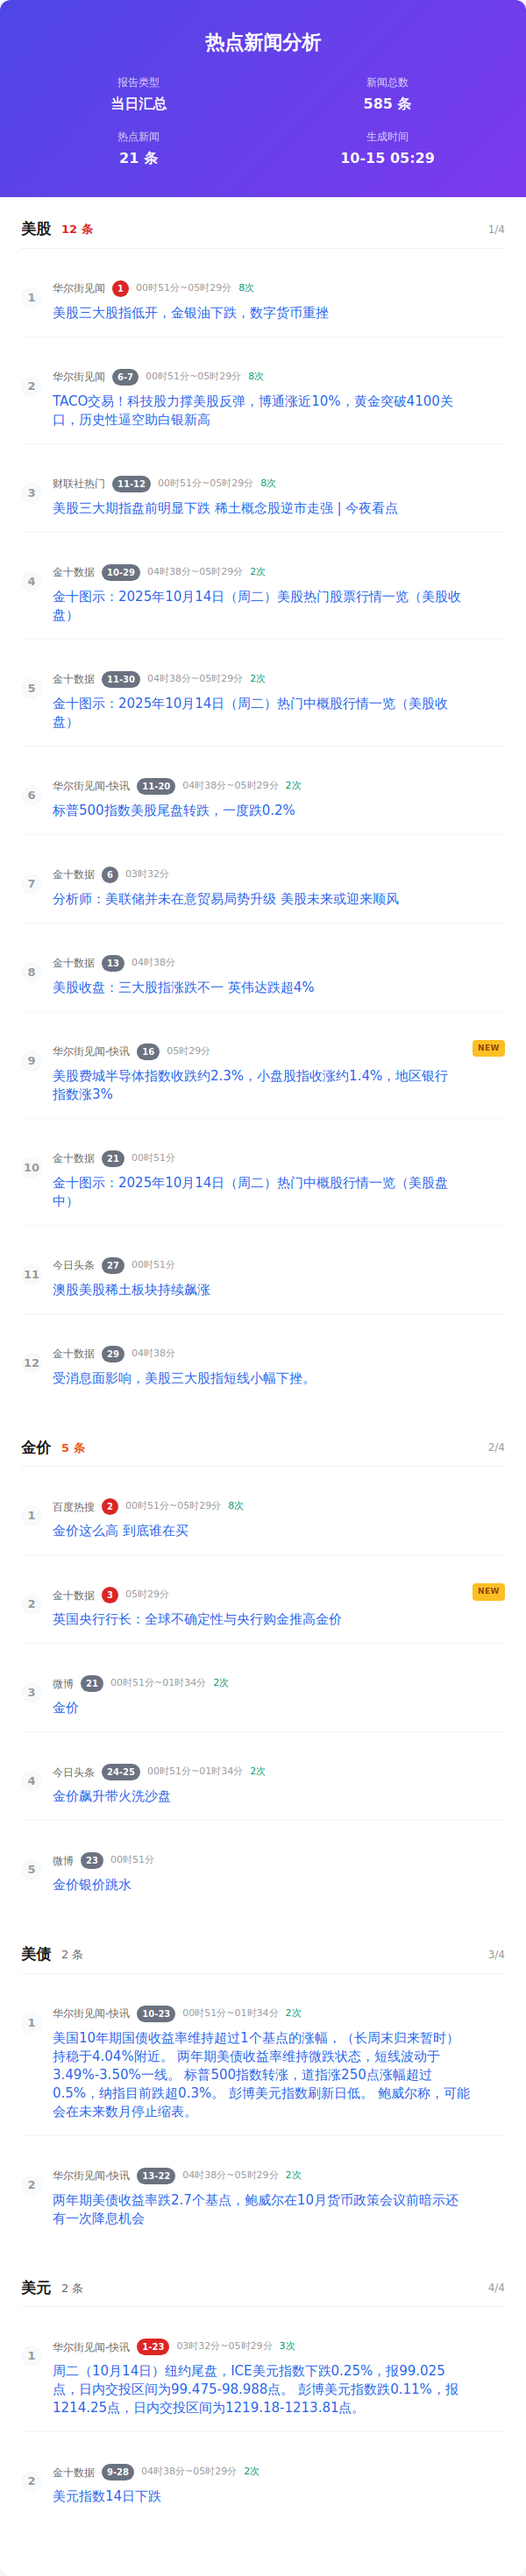 热点新闻分析
报告类型
新闻总数
当日汇总
585 条
热点新闻
生成时间
21 条
10-15 05:29
美股 12 条 1/4
1 华尔街见闻 1 00时51分~05时29分 8次
美股三大股指低开，金银油下跌，数字货币重挫
2 华尔街见闻 6-7 00时51分~05时29分 8次
TACO交易！科技股力撑美股反弹，博通涨近10%，黄金突破4100关
口，历史性逼空助白银新高
3 财联社热门 11-12 00时51分~05时29分 8次
美股三大期指盘前明显下跌 稀土概念股逆市走强 | 今夜看点
4 金十数据 10-29 04时38分~05时29分 2次
金十图示：2025年10月14日（周二）美股热门股票行情一览（美股收
盘）
5 金十数据 11-30 04时38分~05时29分 2次
金十图示：2025年10月14日（周二）热门中概股行情一览（美股收
盘）
6 华尔街见闻-快讯 11-20 04时38分~05时29分 2次
标普500指数美股尾盘转跌，一度跌0.2%
7 金十数据 6 03时32分
分析师：美联储并未在意贸易局势升级 美股未来或迎来顺风
8 金十数据 13 04时38分
美股收盘：三大股指涨跌不一 英伟达跌超4%
9 华尔街见闻-快讯 16 05时29分 NEW
美股费城半导体指数收跌约2.3%，小盘股指收涨约1.4%，地区银行
指数涨3%
10 金十数据 21 00时51分
金十图示：2025年10月14日（周二）热门中概股行情一览（美股盘
中）
11 今日头条 27 00时51分
澳股美股稀土板块持续飙涨
12 金十数据 29 04时38分
受消息面影响，美股三大股指短线小幅下挫。
金价 5 条 2/4
1 百度热搜 2 00时51分~05时29分 8次
金价这么高 到底谁在买
2 金十数据 3 05时29分 NEW
英国央行行长：全球不确定性与央行购金推高金价
3 微博 21 00时51分~01时34分 2次
金价
4 今日头条 24-25 00时51分~01时34分 2次
金价飙升带火洗沙盘
5 微博 23 00时51分
金价银价跳水
美债 2 条 3/4
1 华尔街见闻-快讯 10-23 00时51分~01时34分 2次
美国10年期国债收益率维持超过1个基点的涨幅，（长周末归来暂时）
持稳于4.04%附近。 两年期美债收益率维持微跌状态，短线波动于
3.49%-3.50%一线。 标普500指数转涨，道指涨250点涨幅超过
0.5%，纳指目前跌超0.3%。 彭博美元指数刷新日低。 鲍威尔称，可能
会在未来数月停止缩表。
2 华尔街见闻-快讯 13-22 04时38分~05时29分 2次
两年期美债收益率跌2.7个基点，鲍威尔在10月货币政策会议前暗示还
有一次降息机会
美元 2 条 4/4
1 华尔街见闻-快讯 1-23 03时32分~05时29分 3次
周二（10月14日）纽约尾盘，ICE美元指数下跌0.25%，报99.025
点，日内交投区间为99.475-98.988点。 彭博美元指数跌0.11%，报
1214.25点，日内交投区间为1219.18-1213.81点。
2 金十数据 9-28 04时38分~05时29分 2次
美元指数14日下跌